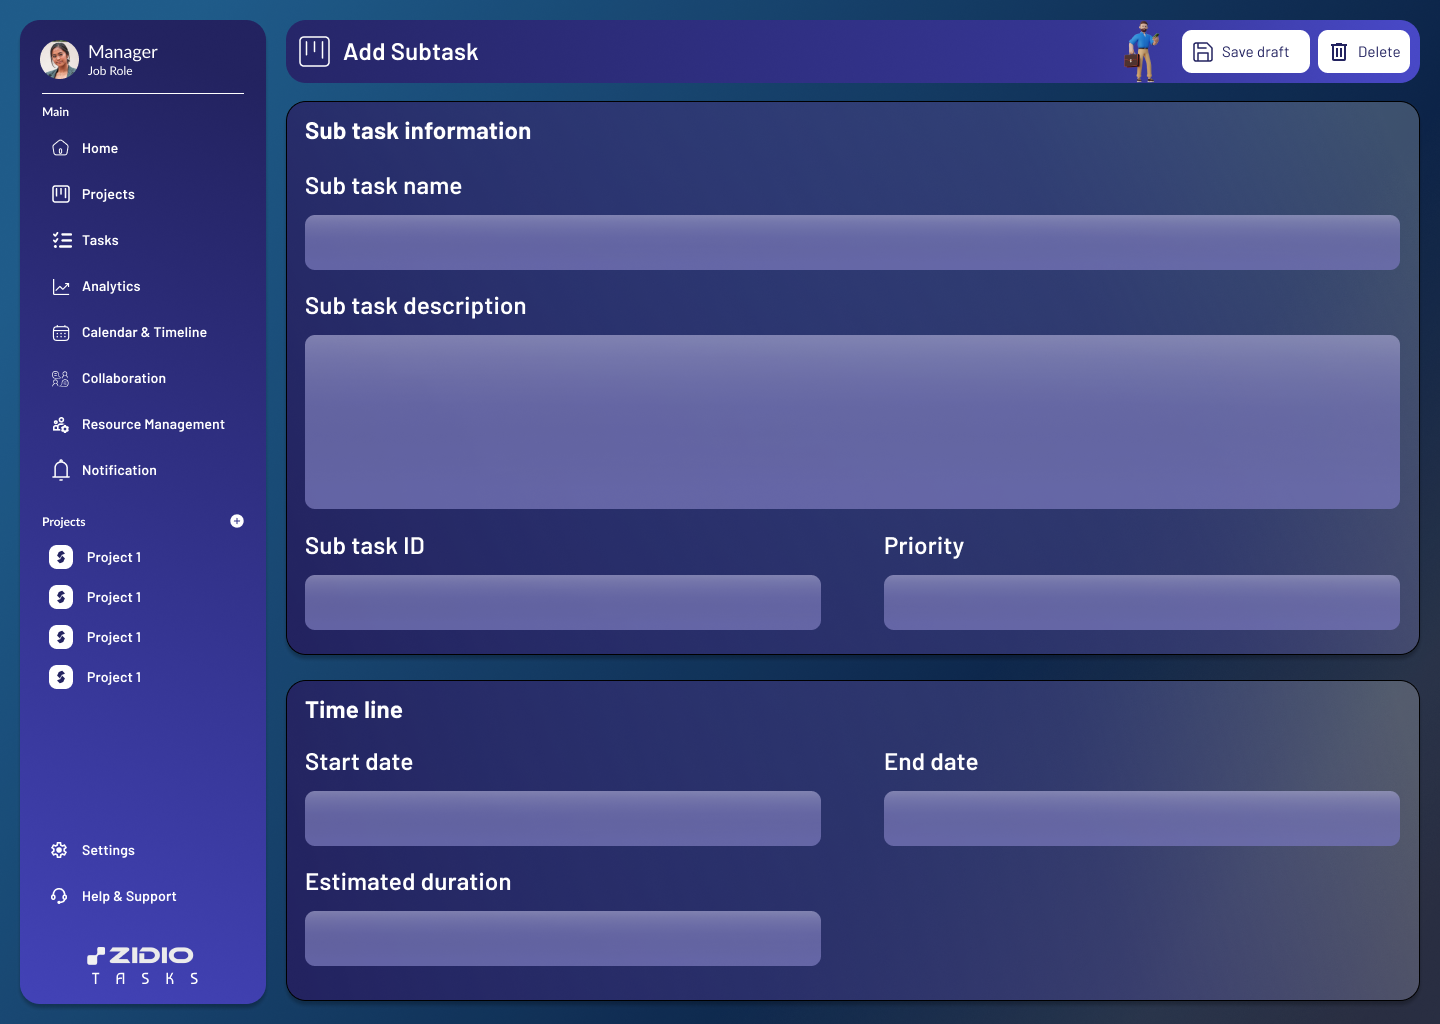 Manager
Job Role
Main
Home
Projects
Tasks
Analytics
Calendar & Timeline
Collaboration
Resource Management
Notification
Projects
Project 1
Project 1
Project 1
Project 1
Settings
Help & Support
ZIDIO
TASKS
Add Subtask
Save draft
Delete
Sub task information
Sub task name
Sub task description
Sub task ID
Priority
Time line
Start date
End date
Estimated duration